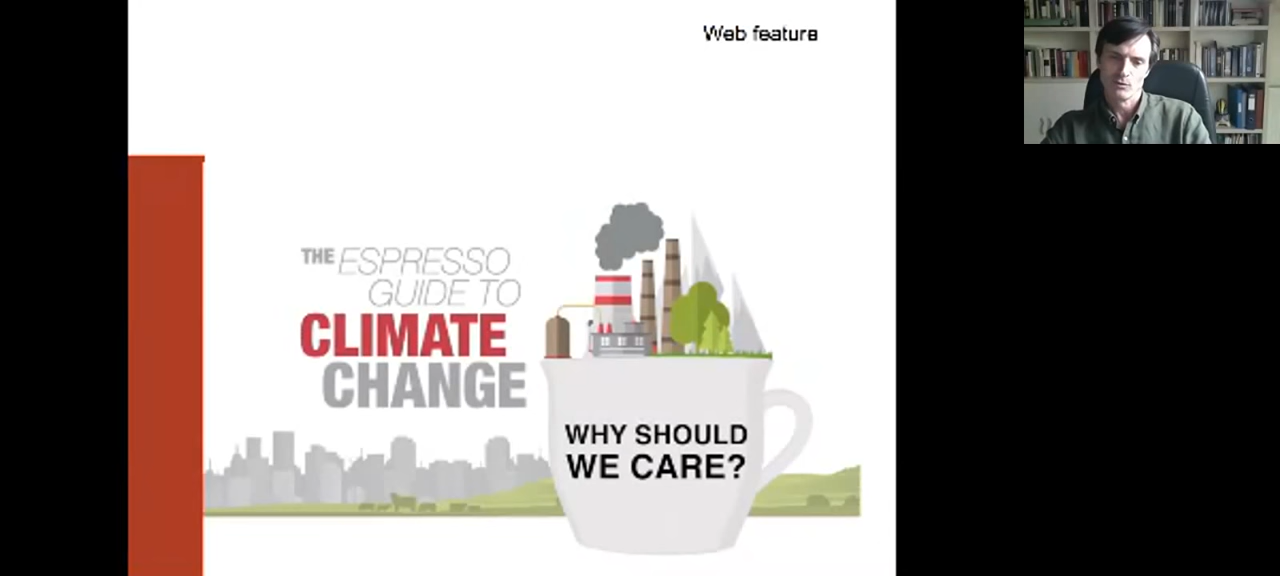 Web feature
THE ESPRESSO
GUIDE TO
CLIMATE
CHANGE
WHY SHOULD
WE CARE?